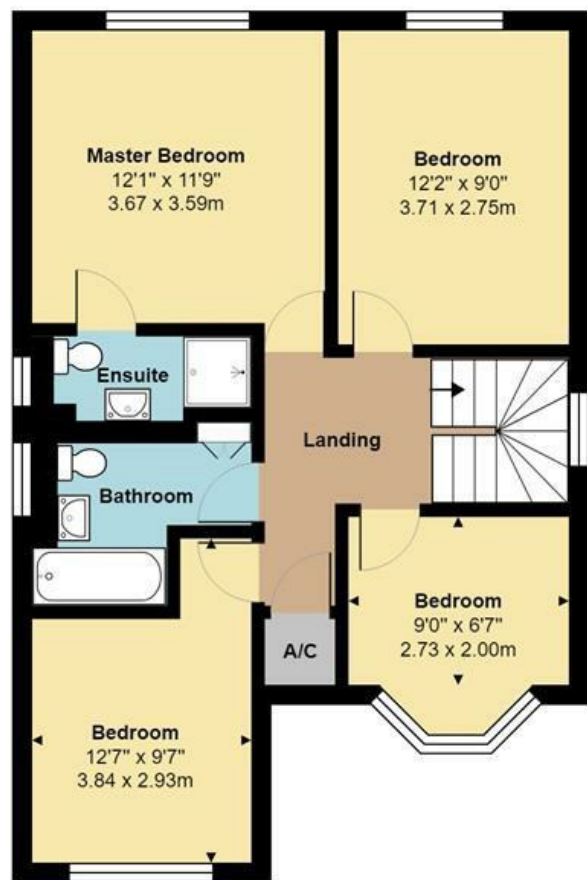 Master Bedroom
12'1" x 11'9"
3.67 x 3.59m
Bedroom
12'2" x 9'0"
3.71 x 2.75m
Ensuite
Landing
Bathroom
Bedroom
9'0" x 6'7"
2.73 x 2.00m
A/C
Bedroom
12'7" x 9'7"
3.84 x 2.93m